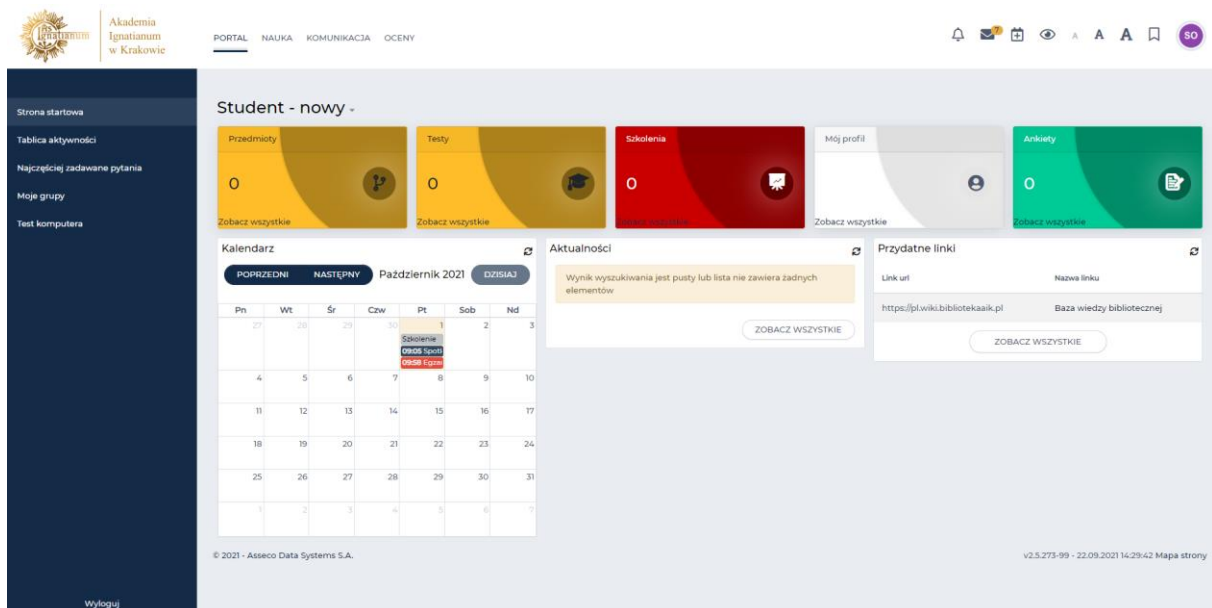 Ignatianum
Akademia
Ignatianum
w Krakowie
PORTAL NAUKA KOMUNIKACJA OCENY
7
A A A
SO
Strona startowa
Tablica aktywności
Najczęściej zadawane pytania
Moje grupy
Test komputera
Wyloguj
Student - nowy
Przedmioty
0
Zobacz wszystkie
Testy
0
Zobacz wszystkie
Szkolenia
0
Zobacz wszystkie
Mój profil
Zobacz wszystkie
Ankiety
0
Zobacz wszystkie
Kalendarz
POPRZEDNI NASTĘPNY Październik 2021 DZISIAJ
Pn Wt Śr Czw Pt Sob Nd
27 28 29 30 1 2 3
Szkolenie
09:05 Spotk
09:58 Egzam
4 5 6 7 8 9 10
11 12 13 14 15 16 17
18 19 20 21 22 23 24
25 26 27 28 29 30 31
1 2 3 4 5 6 7
Aktualności
Wynik wyszukiwania jest pusty lub lista nie zawiera żadnych
elementów
ZOBACZ WSZYSTKIE
Przydatne linki
Link url Nazwa linku
https://pl.wiki.bibliotekaaik.pl Baza wiedzy bibliotecznej
ZOBACZ WSZYSTKIE
© 2021 - Asseco Data Systems S.A.
v2.5.273-99 - 22.09.2021 14:29:42 Mapa strony